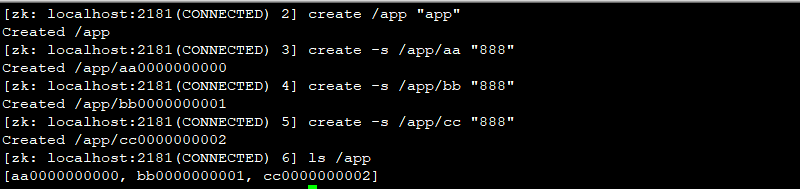 [zk: localhost:2181(CONNECTED) 2] create /app "app"
Created /app
[zk: localhost:2181(CONNECTED) 3] create -s /app/aa "888"
Created /app/aa0000000000
[zk: localhost:2181(CONNECTED) 4] create -s /app/bb "888"
Created /app/bb0000000001
[zk: localhost:2181(CONNECTED) 5] create -s /app/cc "888"
Created /app/cc0000000002
[zk: localhost:2181(CONNECTED) 6] ls /app
[aa0000000000, bb0000000001, cc0000000002]